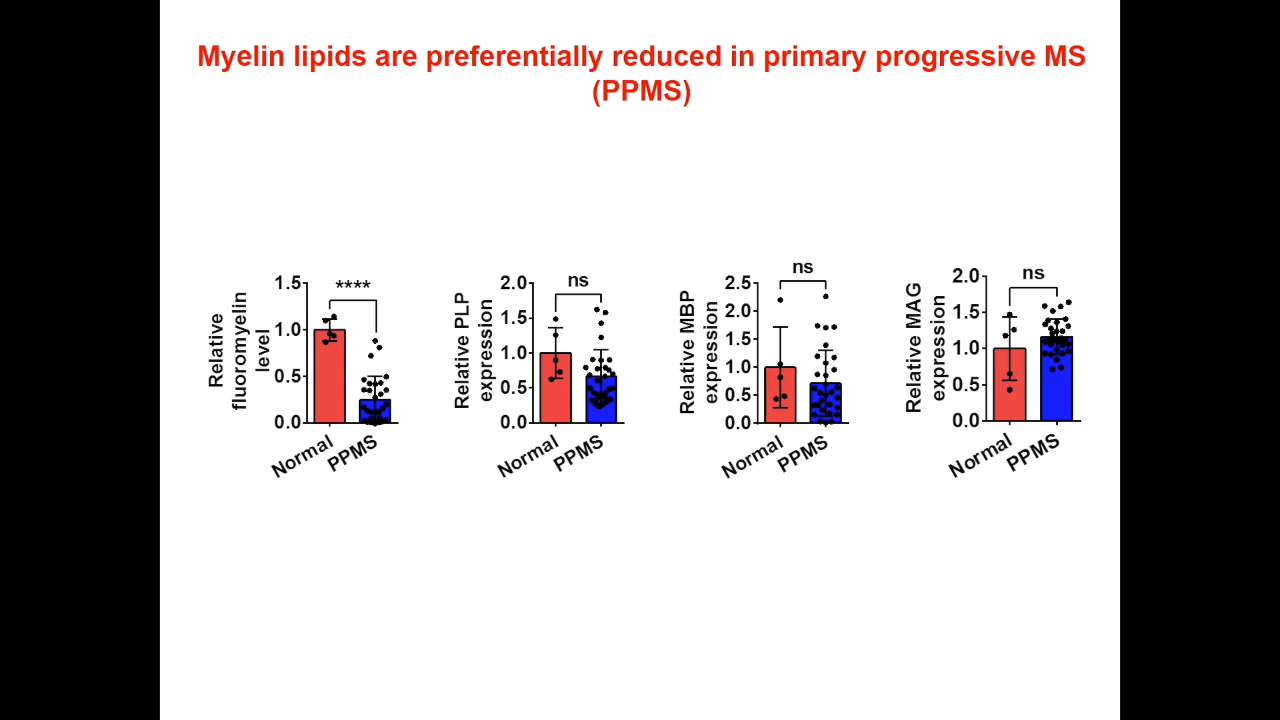 Myelin lipids are preferentially reduced in primary progressive MS
(PPMS)
Relative
fluoromyelin
level
1.5
1.0
0.5
0.0
****
Normal
PPMS
Relative PLP
expression
2.0
1.5
1.0
0.5
0.0
ns
Normal
PPMS
Relative MBP
expression
2.5
2.0
1.5
1.0
0.5
0.0
ns
Normal
PPMS
Relative MAG
expression
2.0
1.5
1.0
0.5
0.0
ns
Normal
PPMS